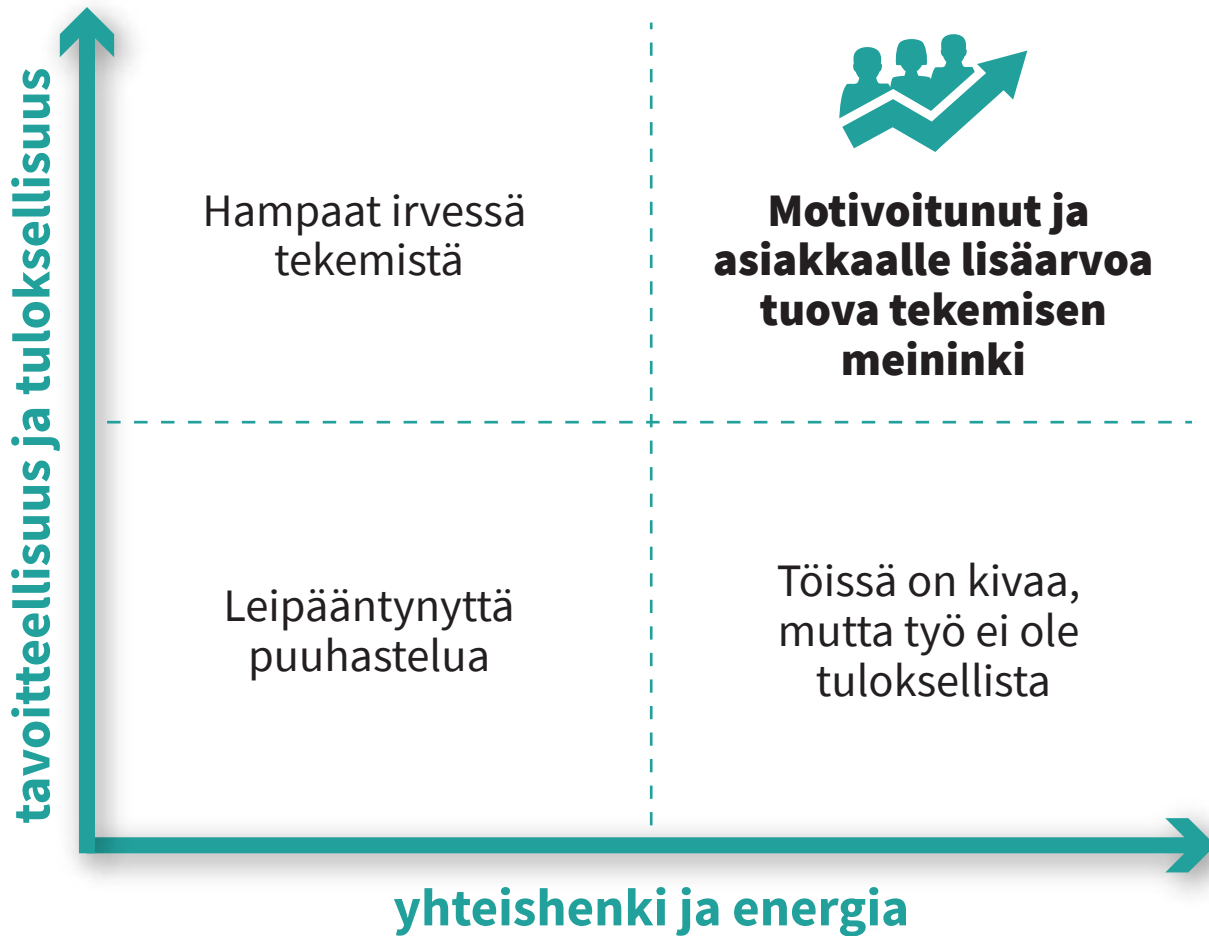 tavoitteellisuus ja tuloksellisuus
Hampaat irvessä
tekemistä
Motivoitunut ja
asiakkaalle lisäarvoa
tuova tekemisen
meininki
Leipääntynyttä
puuhastelua
Töissä on kivaa,
mutta työ ei ole
tuloksellista
yhteishenki ja energia